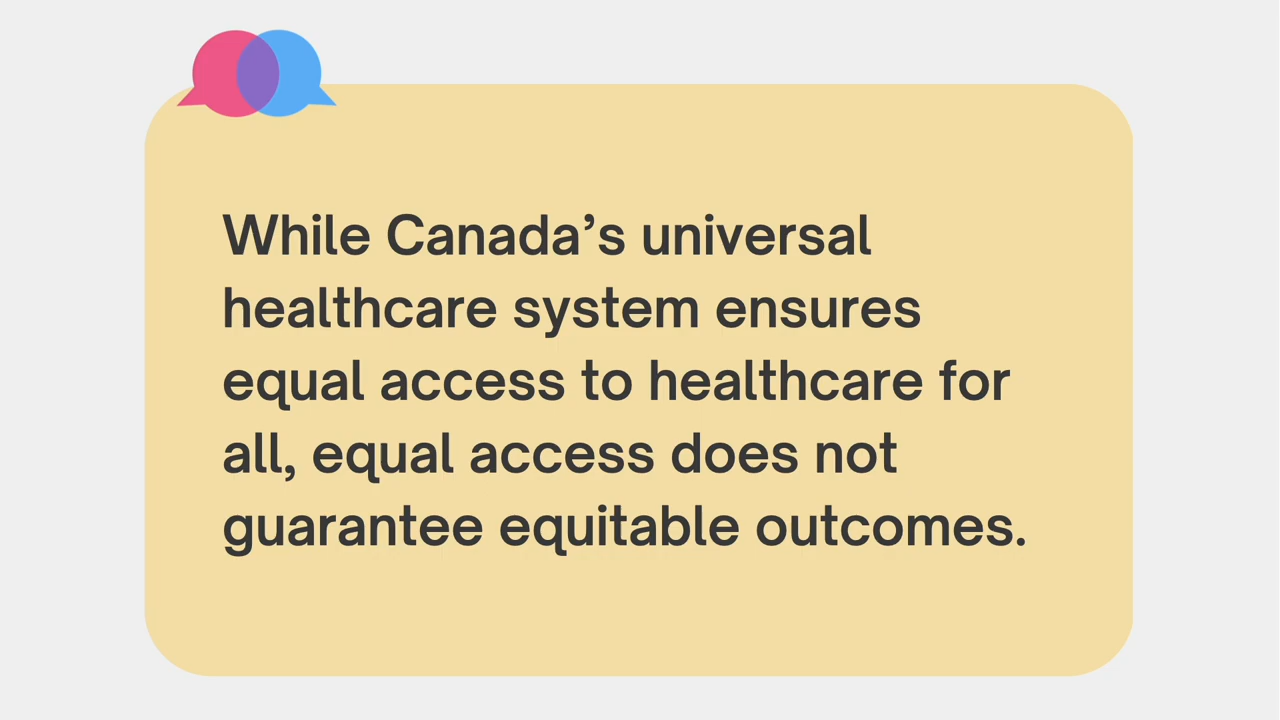 While Canada’s universal
healthcare system ensures
equal access to healthcare for
all, equal access does not
guarantee equitable outcomes.